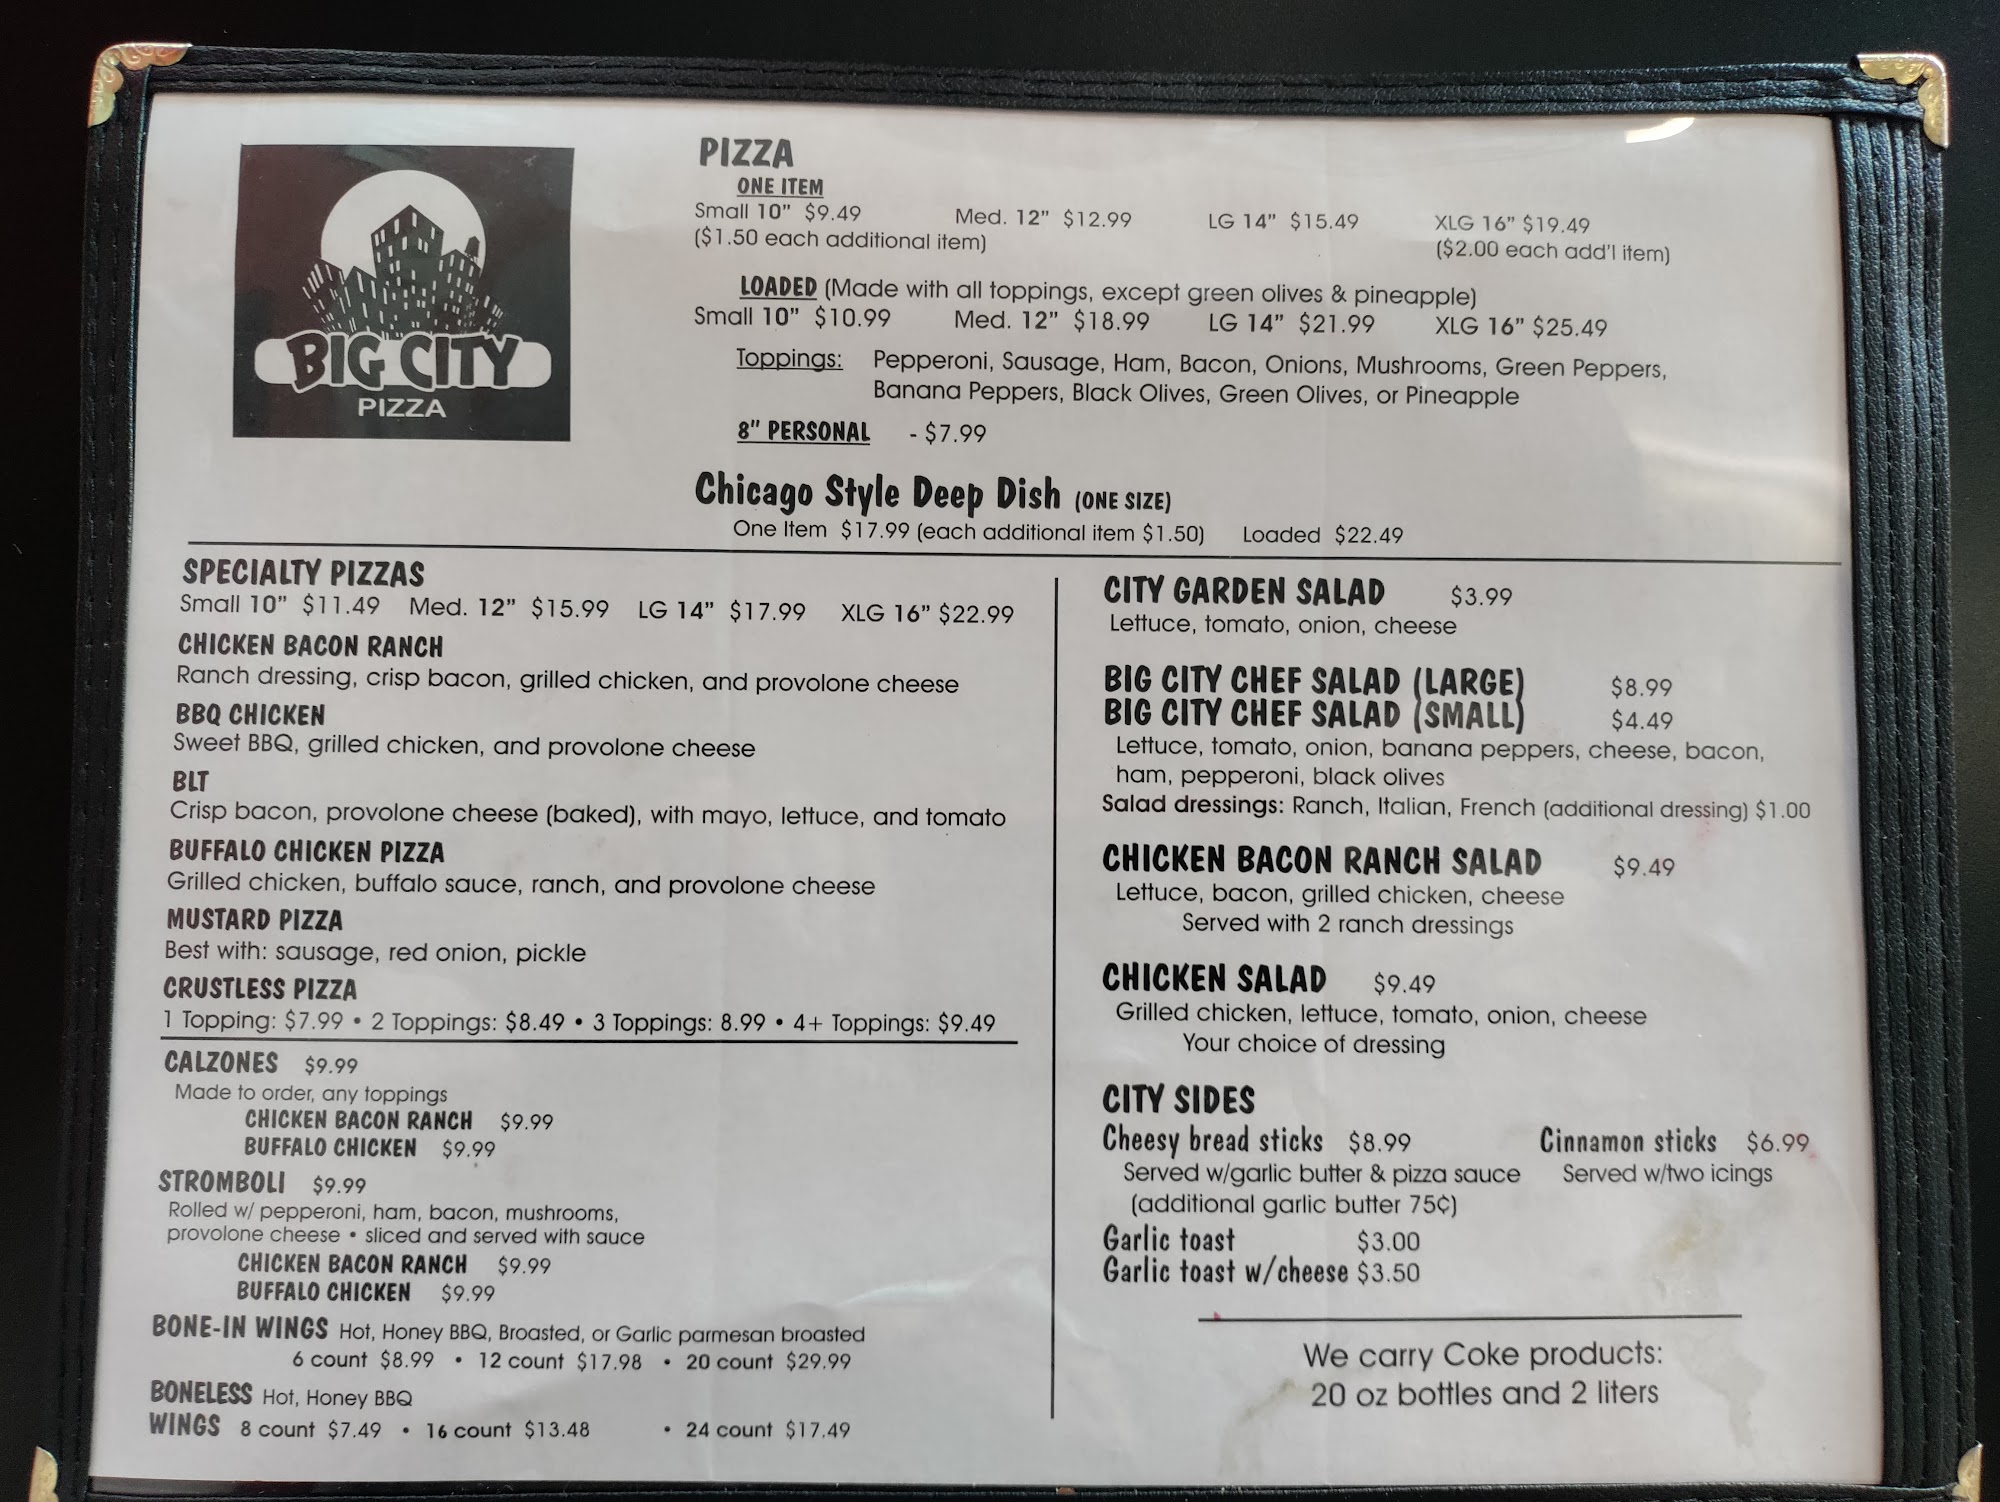 BIG CITY
PIZZA
PIZZA
ONE ITEM
Small 10" $9.49 Med. 12" $12.99 LG 14" $15.49 XLG 16" $19.49
($1.50 each additional item) ($2.00 each add'l item)
LOADED (Made with all toppings, except green olives & pineapple)
Small 10" $10.99 Med. 12" $18.99 LG 14" $21.99 XLG 16" $25.49
Toppings: Pepperoni, Sausage, Ham, Bacon, Onions, Mushrooms, Green Peppers,
Banana Peppers, Black Olives, Green Olives, or Pineapple
8" PERSONAL - $7.99
Chicago Style Deep Dish (ONE SIZE)
One Item $17.99 (each additional item $1.50) Loaded $22.49
SPECIALTY PIZZAS
Small 10" $11.49 Med. 12" $15.99 LG 14" $17.99 XLG 16" $22.99
CHICKEN BACON RANCH
Ranch dressing, crisp bacon, grilled chicken, and provolone cheese
BBQ CHICKEN
Sweet BBQ, grilled chicken, and provolone cheese
BLT
Crisp bacon, provolone cheese (baked), with mayo, lettuce, and tomato
BUFFALO CHICKEN PIZZA
Grilled chicken, buffalo sauce, ranch, and provolone cheese
MUSTARD PIZZA
Best with: sausage, red onion, pickle
CRUSTLESS PIZZA
1 Topping: $7.99 • 2 Toppings: $8.49 • 3 Toppings: 8.99 • 4+ Toppings: $9.49
CALZONES $9.99
Made to order, any toppings
CHICKEN BACON RANCH $9.99
BUFFALO CHICKEN $9.99
STROMBOLI $9.99
Rolled w/ pepperoni, ham, bacon, mushrooms,
provolone cheese • sliced and served with sauce
CHICKEN BACON RANCH $9.99
BUFFALO CHICKEN $9.99
BONE-IN WINGS Hot, Honey BBQ, Broasted, or Garlic parmesan broasted
6 count $8.99 • 12 count $17.98 • 20 count $29.99
BONELESS Hot, Honey BBQ
WINGS 8 count $7.49 • 16 count $13.48 • 24 count $17.49
CITY GARDEN SALAD $3.99
Lettuce, tomato, onion, cheese
BIG CITY CHEF SALAD (LARGE) $8.99
BIG CITY CHEF SALAD (SMALL) $4.49
Lettuce, tomato, onion, banana peppers, cheese, bacon,
ham, pepperoni, black olives
Salad dressings: Ranch, Italian, French (additional dressing) $1.00
CHICKEN BACON RANCH SALAD $9.49
Lettuce, bacon, grilled chicken, cheese
Served with 2 ranch dressings
CHICKEN SALAD $9.49
Grilled chicken, lettuce, tomato, onion, cheese
Your choice of dressing
CITY SIDES
Cheesy bread sticks $8.99 Cinnamon sticks $6.99
Served w/garlic butter & pizza sauce Served w/two icings
(additional garlic butter 75¢)
Garlic toast $3.00
Garlic toast w/cheese $3.50
We carry Coke products:
20 oz bottles and 2 liters